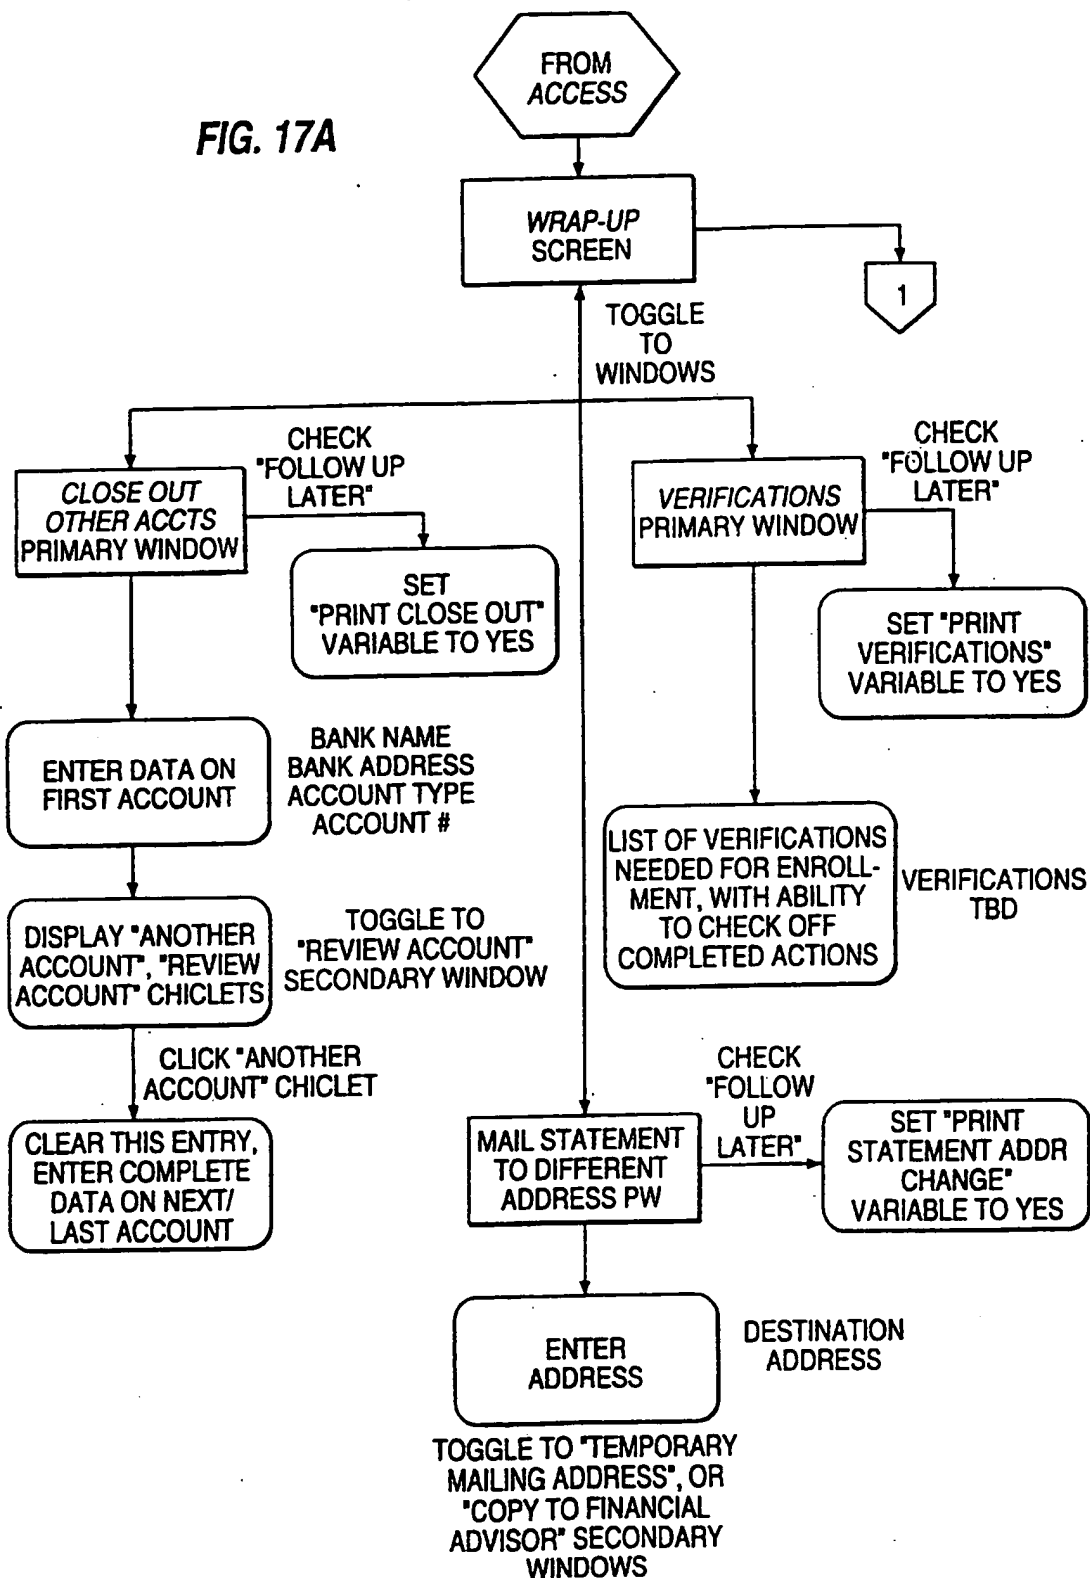 FROM
ACCESS
FIG. 17A
WRAP-UP
SCREEN
1
TOGGLE
TO
WINDOWS
CHECK
"FOLLOW UP
LATER"
CLOSE OUT
OTHER ACCTS
PRIMARY WINDOW
SET
"PRINT CLOSE OUT"
VARIABLE TO YES
CHECK
"FOLLOW UP
LATER"
VERIFICATIONS
PRIMARY WINDOW
SET "PRINT
VERIFICATIONS"
VARIABLE TO YES
ENTER DATA ON
FIRST ACCOUNT
BANK NAME
BANK ADDRESS
ACCOUNT TYPE
ACCOUNT #
LIST OF VERIFICATIONS
NEEDED FOR ENROLL-
MENT, WITH ABILITY
TO CHECK OFF
COMPLETED ACTIONS
VERIFICATIONS
TBD
DISPLAY "ANOTHER
ACCOUNT", "REVIEW
ACCOUNT" CHICLETS
TOGGLE TO
"REVIEW ACCOUNT"
SECONDARY WINDOW
CLICK "ANOTHER
ACCOUNT" CHICLET
CLEAR THIS ENTRY,
ENTER COMPLETE
DATA ON NEXT/
LAST ACCOUNT
MAIL STATEMENT
TO DIFFERENT
ADDRESS PW
CHECK
"FOLLOW
UP
LATER"
SET "PRINT
STATEMENT ADDR
CHANGE"
VARIABLE TO YES
ENTER
ADDRESS
DESTINATION
ADDRESS
TOGGLE TO "TEMPORARY
MAILING ADDRESS", OR
"COPY TO FINANCIAL
ADVISOR" SECONDARY
WINDOWS